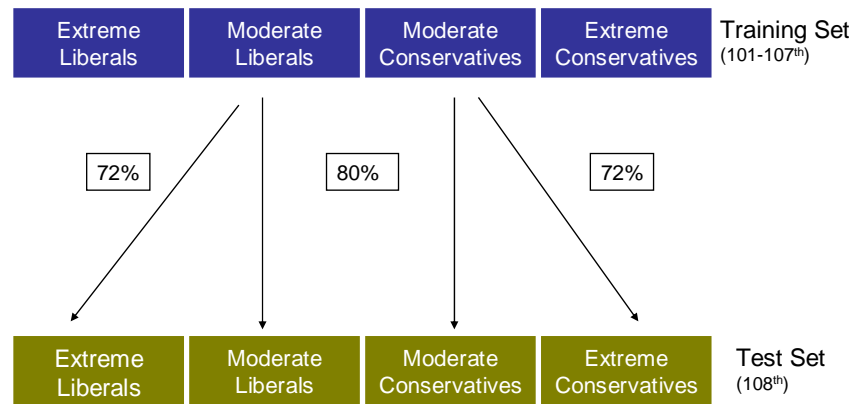 Extreme
Liberals
Moderate
Liberals
Moderate
Conservatives
Extreme
Conservatives
Training Set
(101-107th)
72%
80%
72%
Extreme
Liberals
Moderate
Liberals
Moderate
Conservatives
Extreme
Conservatives
Test Set
(108th)